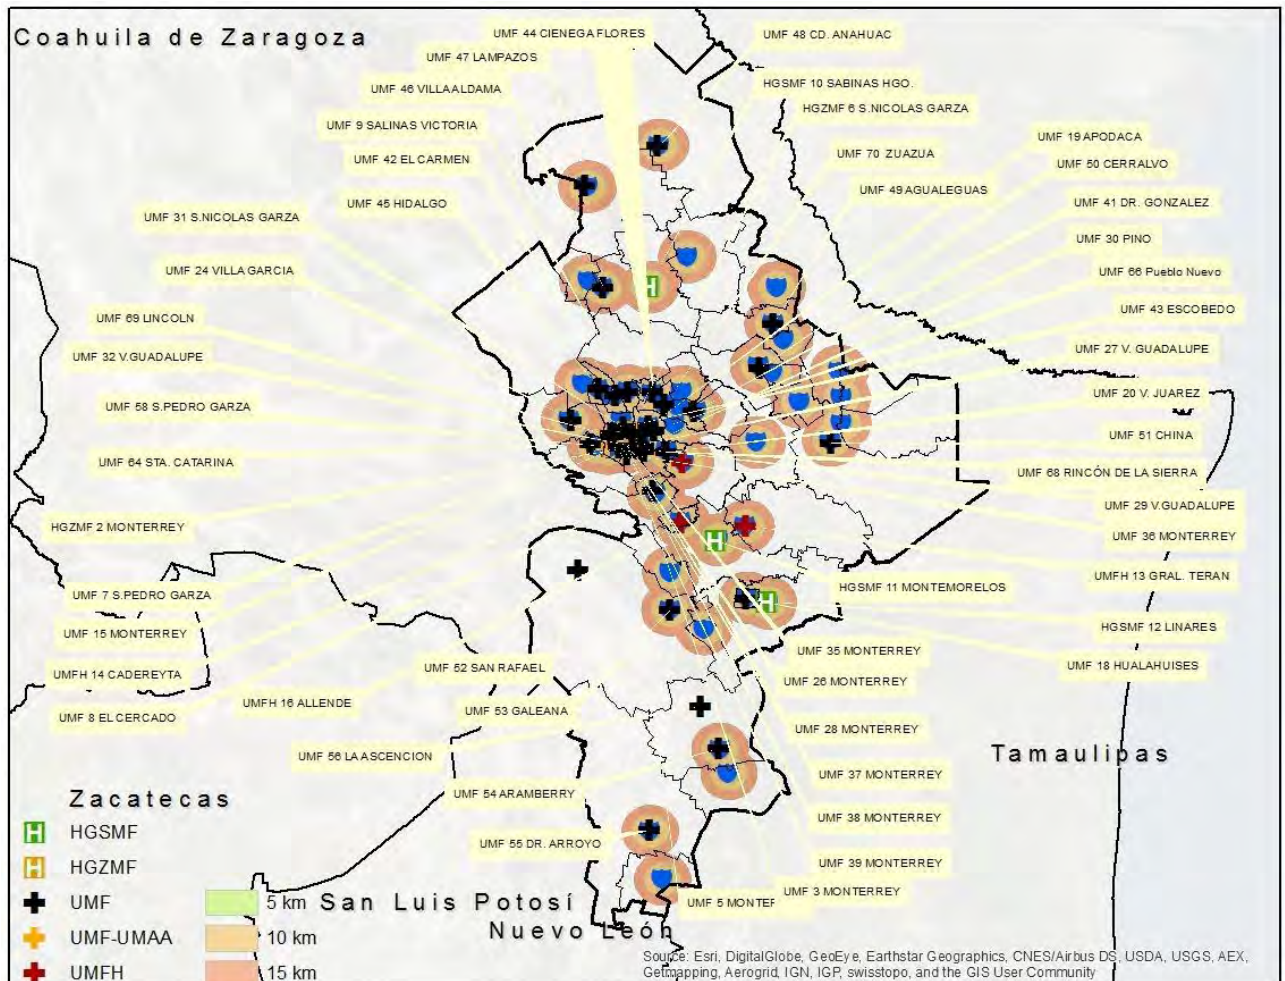 Coahuila de Zaragoza
UMF 44 CIENEGA FLORES
UMF 48 CD. ANAHUAC
UMF 47 LAMPAZOS
HGSMF 10 SABINAS HGO.
UMF 46 VILLAALDAMA
HGZMF 6 S.NICOLAS GARZA
UMF 9 SALINAS VICTORIA
UMF 19 APODACA
UMF 42 EL CARMEN
UMF 70 ZUAZUA
UMF 50 CERRALVO
UMF 49 AGUALEGUAS
UMF 45 HIDALGO
UMF 41 DR. GONZALEZ
UMF 31 S.NICOLAS GARZA
UMF 30 PINO
UMF 24 VILLA GARCIA
UMF 66 Pueblo Nuevo
UMF 43 ESCOBEDO
UMF 69 LINCOLN
UMF 27 V. GUADALUPE
UMF 32 V.GUADALUPE
UMF 20 V. JUAREZ
UMF 58 S.PEDRO GARZA
UMF 51 CHINA
UMF 64 STA. CATARINA
UMF 68 RINCÓN DE LA SIERRA
UMF 29 V.GUADALUPE
HGZMF 2 MONTERREY
UMF 36 MONTERREY
UMFH 13 GRAL. TERAN
HGSMF 11 MONTEMORELOS
UMF 7 S.PEDRO GARZA
HGSMF 12 LINARES
UMF 15 MONTERREY
UMF 35 MONTERREY
UMF 18 HUALAHUISES
UMFH 14 CADEREYTA
UMF 52 SAN RAFAEL
UMF 26 MONTERREY
UMFH 16 ALLENDE
UMF 53 GALEANA
UMF 8 EL CERCADO
UMF 28 MONTERREY
UMF 56 LA ASCENCION
Tamaulipas
UMF 37 MONTERREY
UMF 54 ARAMBERRY
UMF 38 MONTERREY
UMF 55 DR. ARROYO
UMF 39 MONTERREY
UMF 3 MONTERREY
UMF 5 MONTER
Zacatecas
H HGSMF
H HGZMF
UMF
UMF-UMAA
UMFH
5 km
10 km
15 km
San Luis Potosí
Nuevo León
H
H
H
Source: Esri, DigitalGlobe, GeoEye, Earthstar Geographics, CNES/Airbus DS, USDA, USGS, AEX,
Getmapping, Aerogrid, IGN, IGP, swisstopo, and the GIS User Community